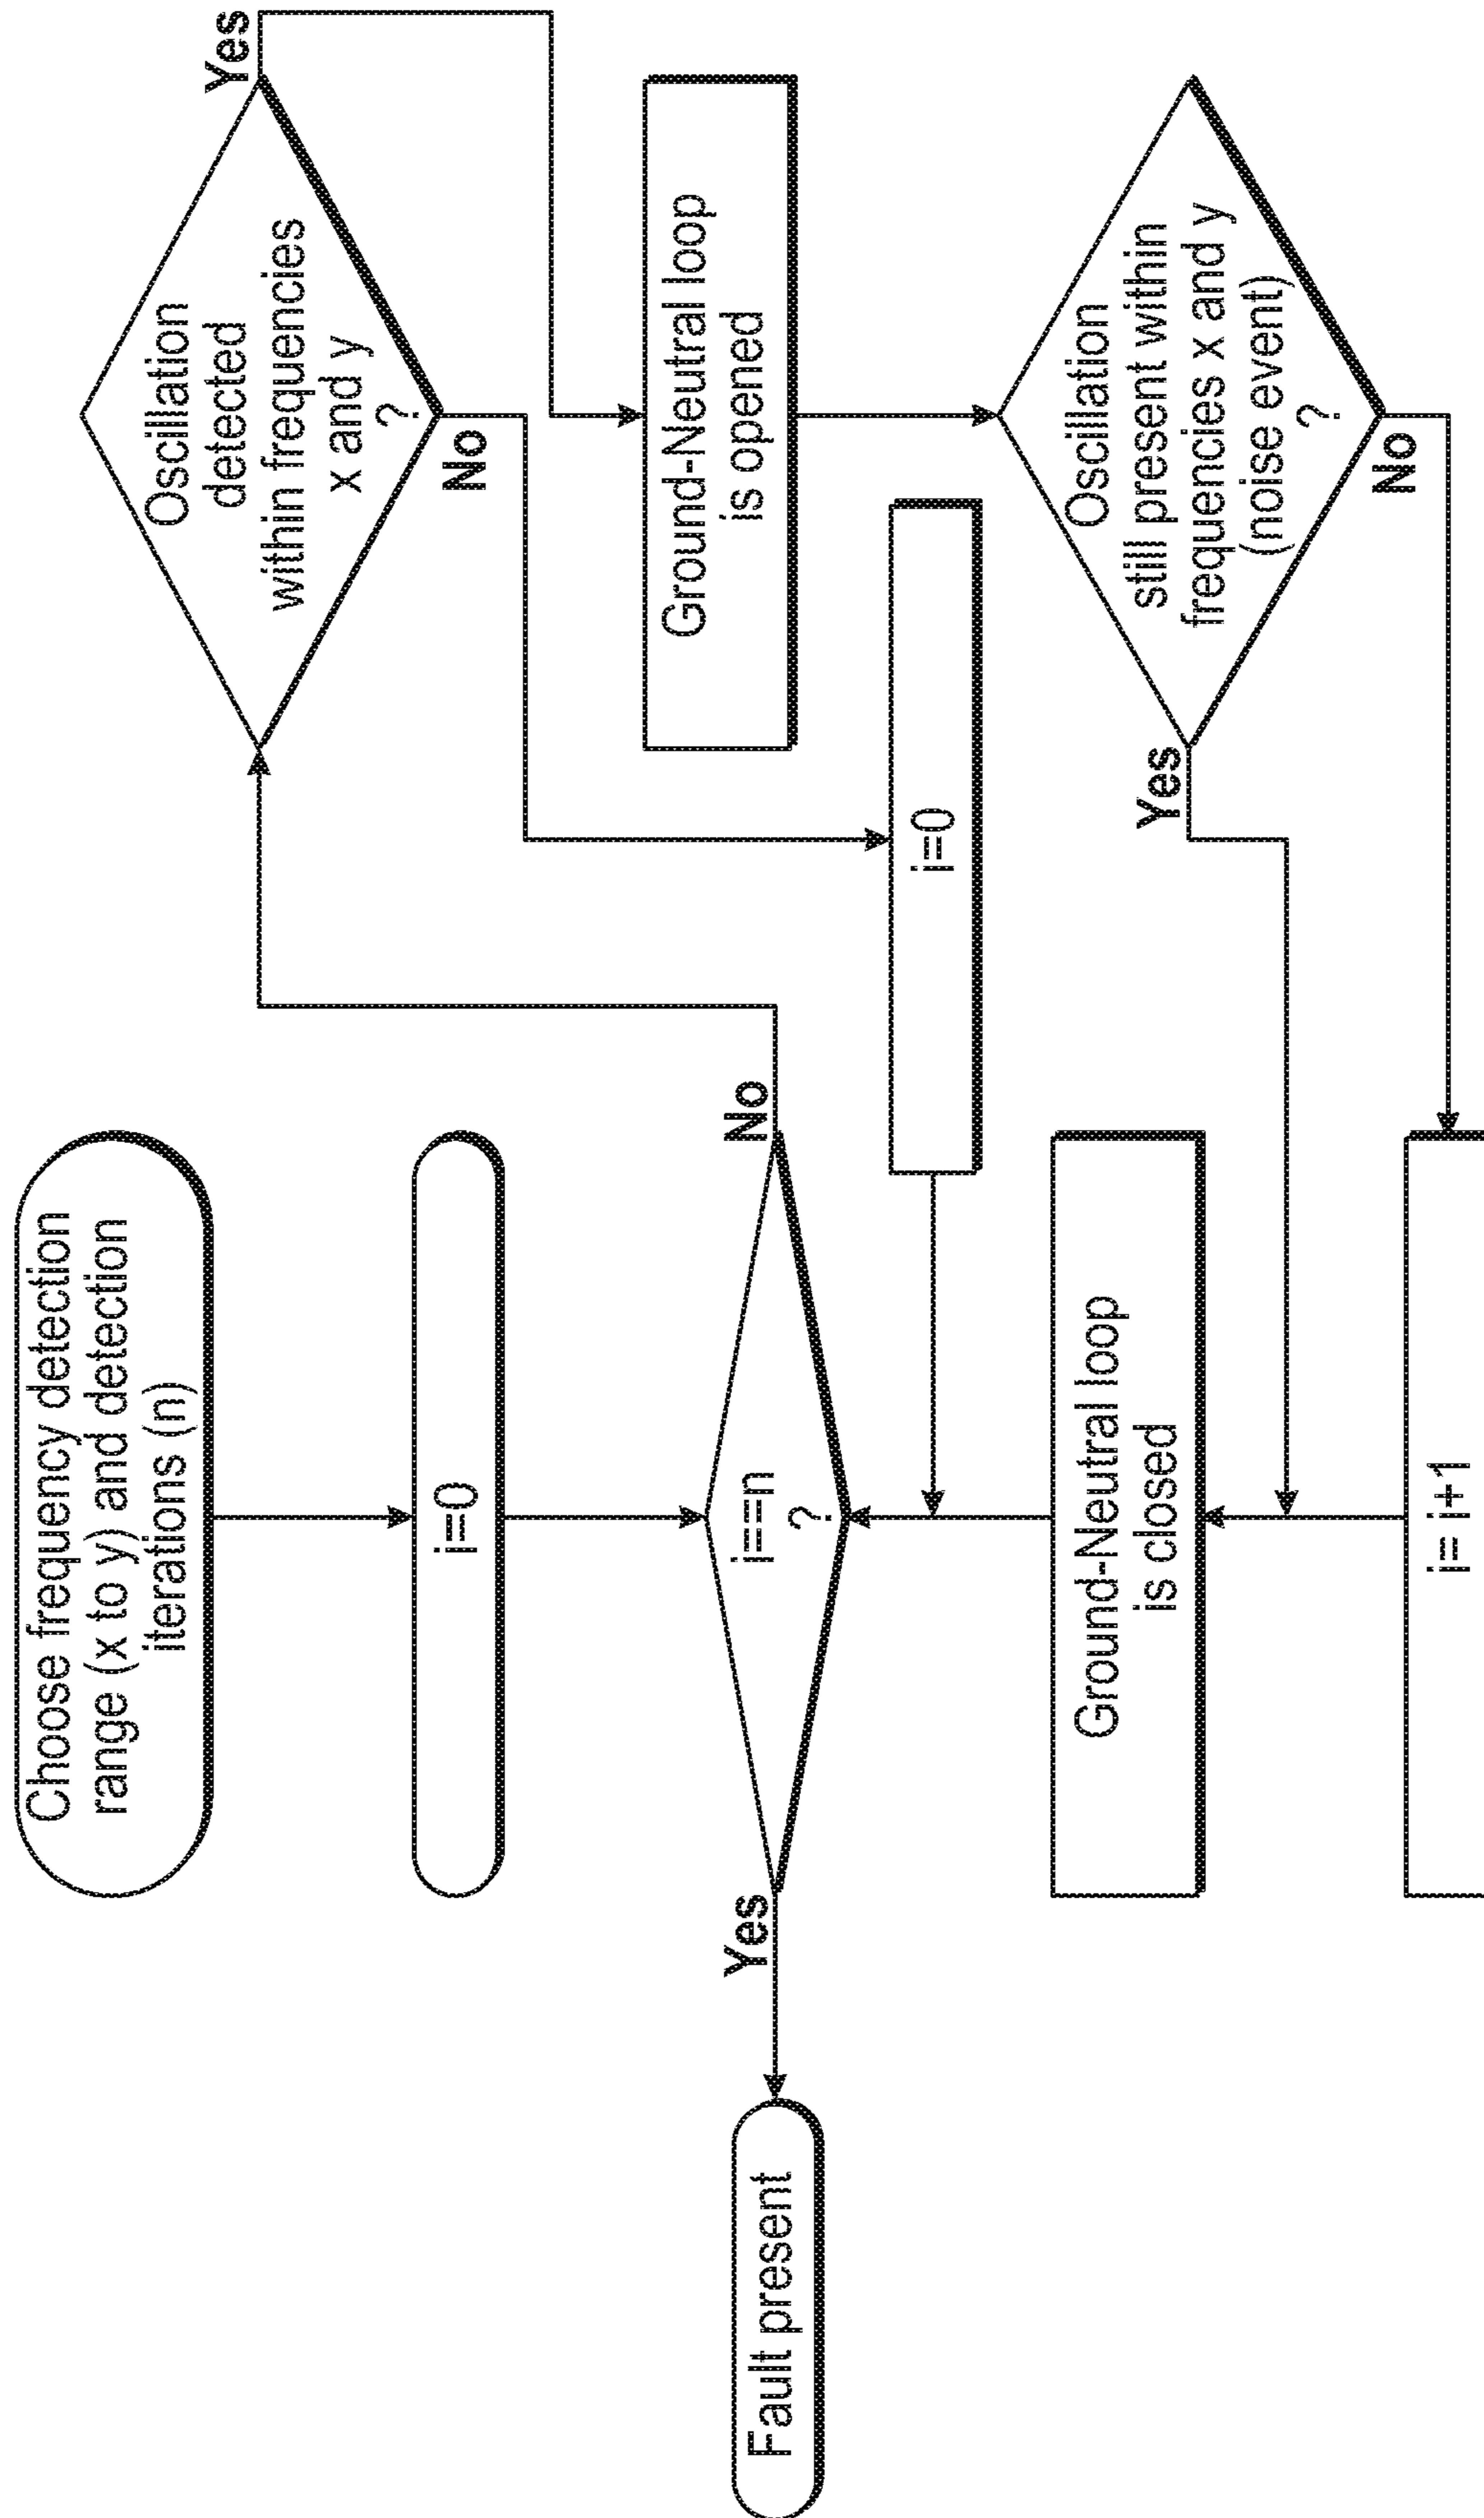 Choose frequency detection
range (x to y) and detection
iterations (n)
i=0
i==n
?
Yes
No
Fault present
Oscillation
detected
within frequencies
x and y
?
Yes
No
Ground-Neutral loop
is opened
i=0
Oscillation
still present within
frequencies x and y
(noise event)
?
Yes
No
Ground-Neutral loop
is closed
i= i+1